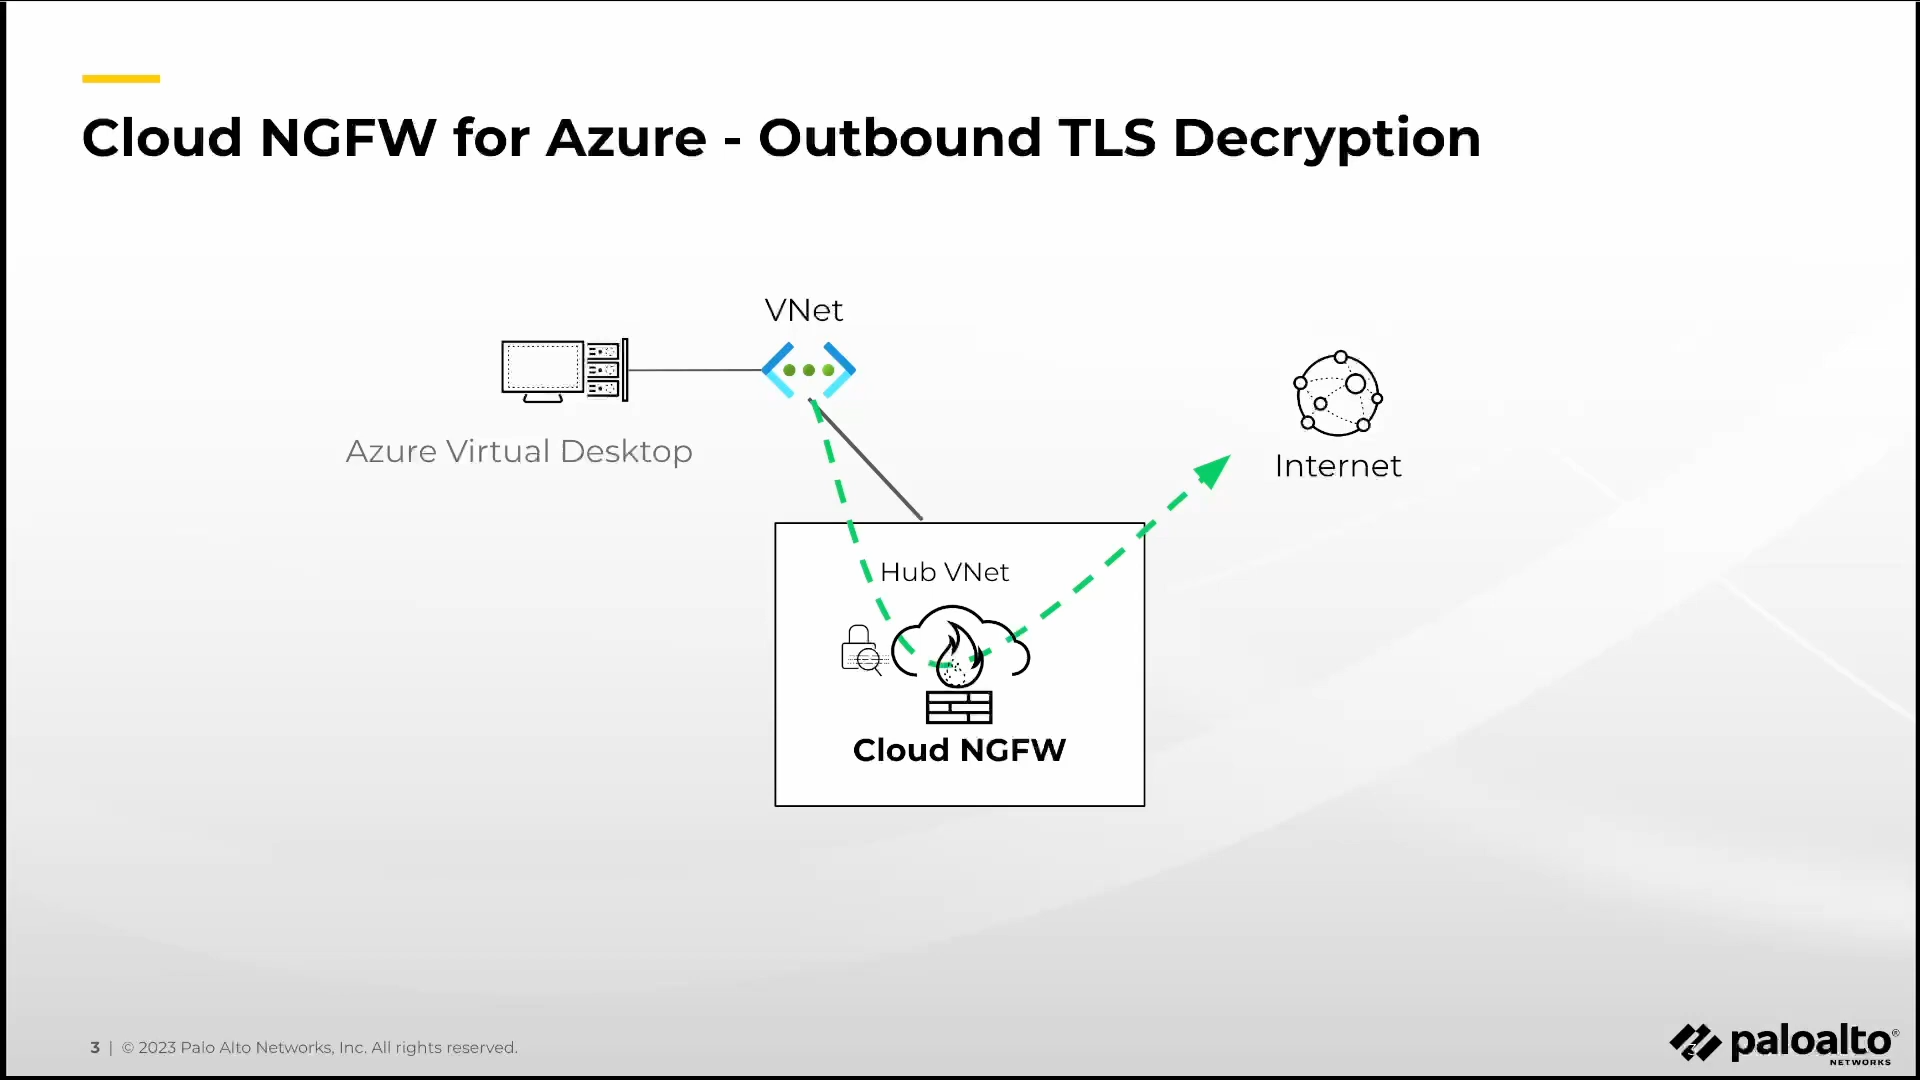 Cloud NGFW for Azure - Outbound TLS Decryption
VNet
Azure Virtual Desktop
Internet
Hub VNet
Cloud NGFW
3 | © 2023 Palo Alto Networks, Inc. All rights reserved.
paloalto®
NETWORKS